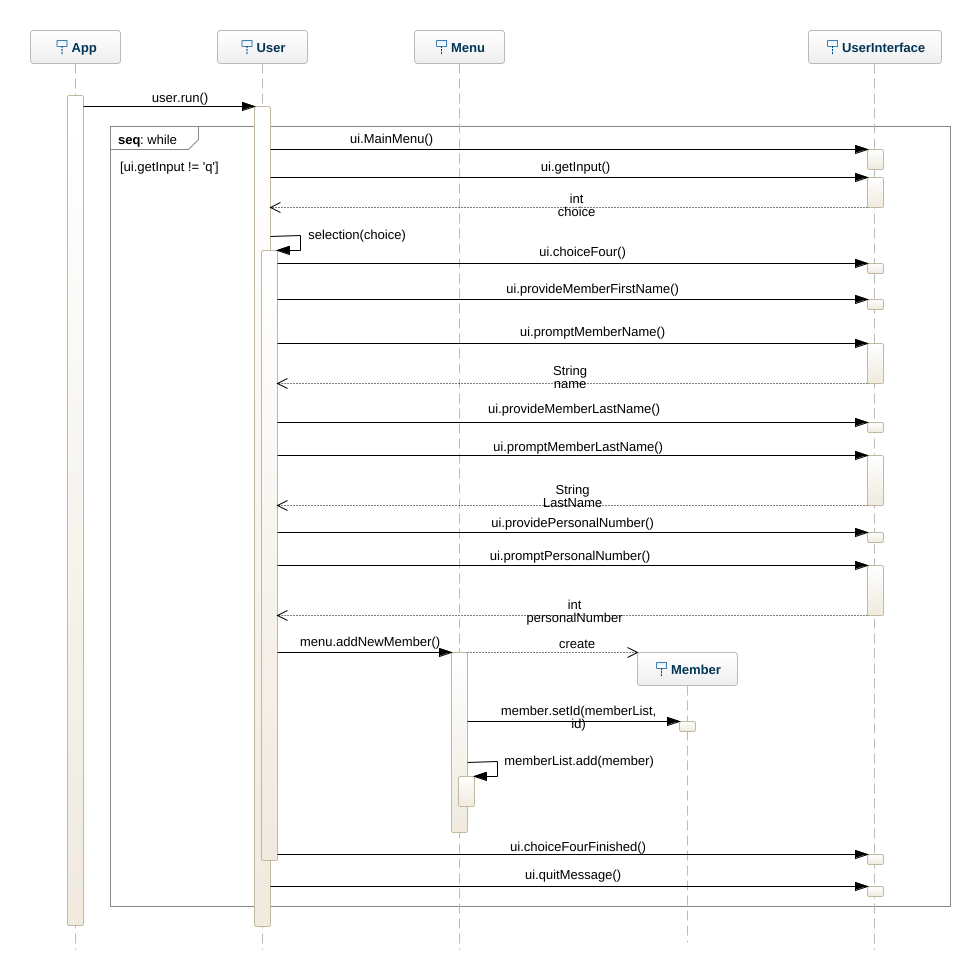 App
User
Menu
UserInterface
user.run()
seq: while
ui.MainMenu()
[ui.getInput != 'q']
ui.getInput()
int
choice
selection(choice)
ui.choiceFour()
ui.provideMemberFirstName()
ui.promptMemberName()
String
name
ui.provideMemberLastName()
ui.promptMemberLastName()
String
LastName
ui.providePersonalNumber()
ui.promptPersonalNumber()
int
personalNumber
menu.addNewMember()
create
Member
member.setId(memberList,
id)
memberList.add(member)
ui.choiceFourFinished()
ui.quitMessage()